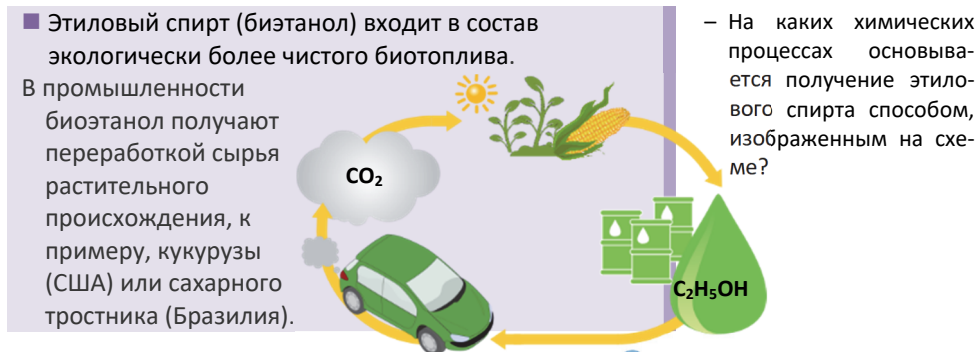 ■ Этиловый спирт (биэтанол) входит в состав
экологически более чистого биотоплива.
В промышленности
биоэтанол получают
переработкой сырья
растительного
происхождения, к
примеру, кукурузы
(США) или сахарного
тростника (Бразилия).
CO₂
C₂H₅OH
– На каких химических
процессах основыва-
ется получение этило-
вого спирта способом,
изображенным на схе-
ме?